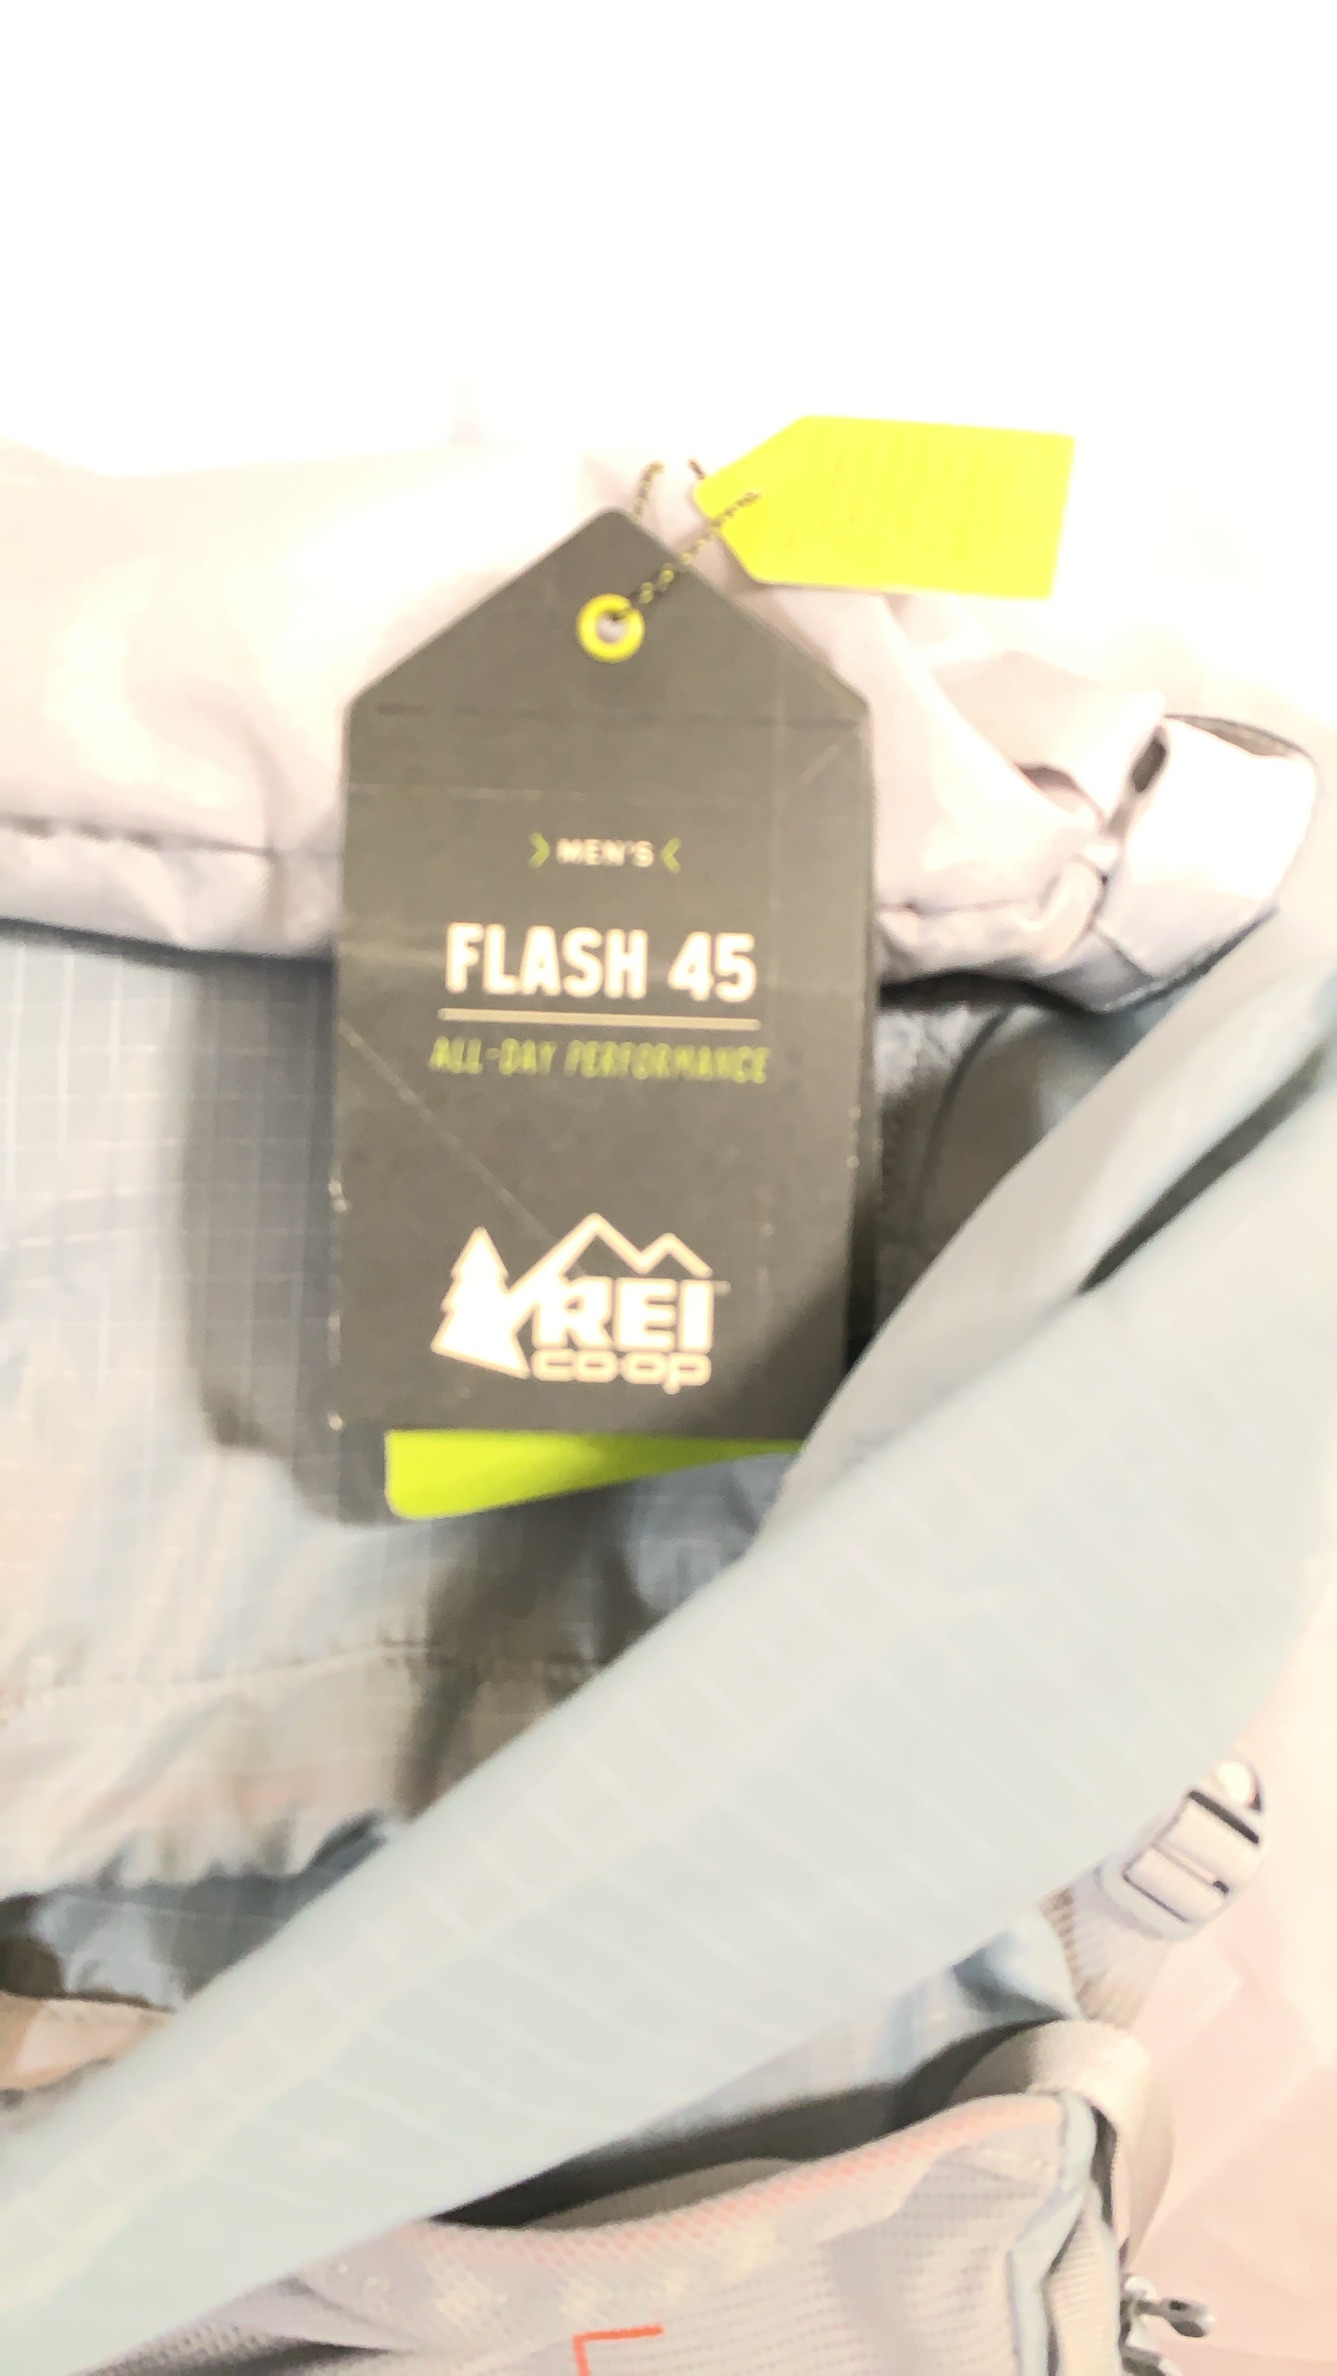 MEN'S
FLASH 45
ALL-DAY PERFORMANCE
REI
co·op